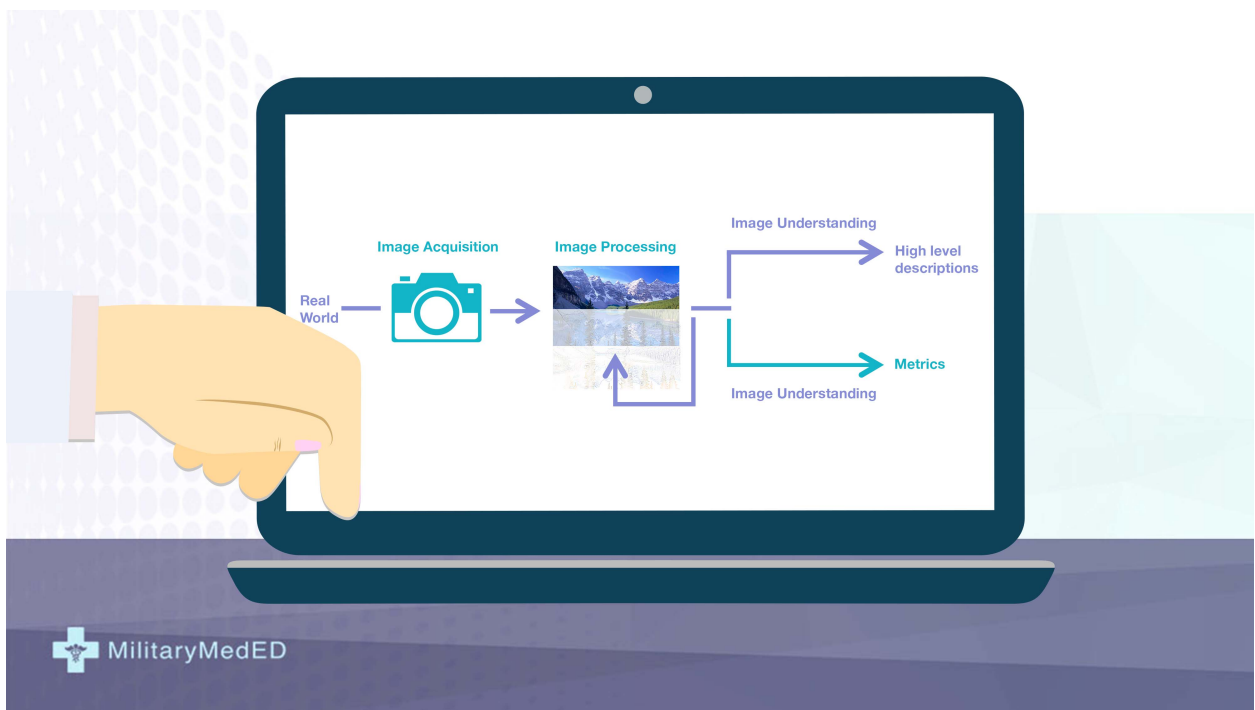 Image Understanding
Image Acquisition
Image Processing
High level
descriptions
Real
World
Metrics
Image Understanding
MilitaryMedED